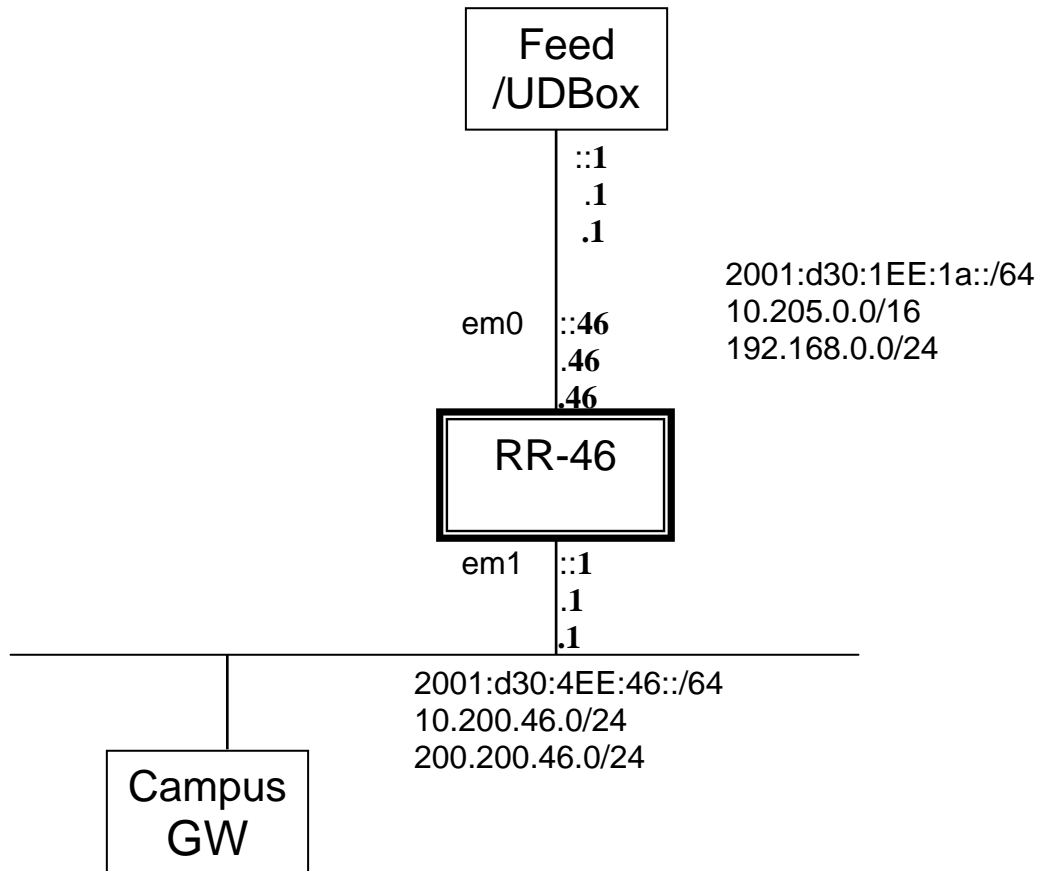 Feed
/UDBox
::1
.1
.1
2001:d30:1EE:1a::/64
10.205.0.0/16
192.168.0.0/24
em0
::46
.46
.46
RR-46
em1
::1
.1
.1
2001:d30:4EE:46::/64
10.200.46.0/24
200.200.46.0/24
Campus
GW